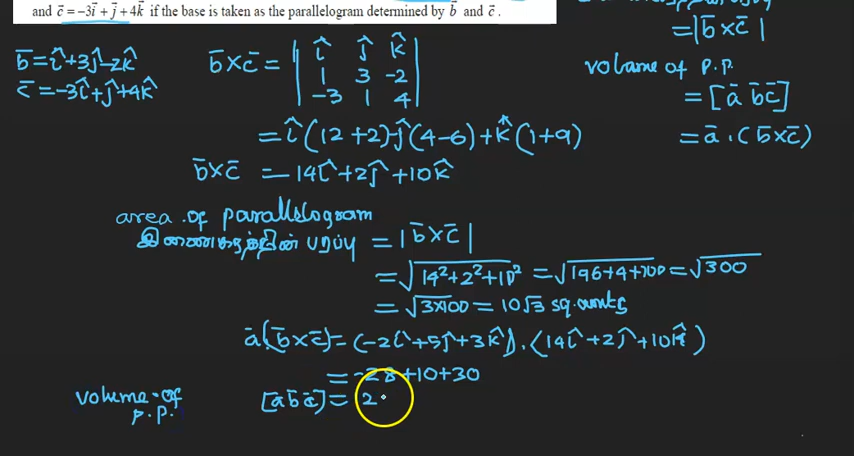 and c̄ = −3i⃗ + j⃗ + 4k⃗ if the base is taken as the parallelogram determined by b⃗ and c⃗ .
= |b̄×c̄|
b̄ = î+3ĵ-2k̂
c̄ = -3î+ĵ+4k̂
b̄×c̄ = | î ĵ k̂ |
| 1 3 -2 |
| -3 1 4 |
volume of p.p.
= [ā b̄ c̄]
= ā . (b̄×c̄)
= î(12+2)-ĵ(4-6)+k̂(1+9)
b̄×c̄ = 14î+2ĵ+10k̂
area of parallelogram
பரப்பு = |b̄×c̄|
= √14²+2²+10² = √196+4+100 = √300
= √3×100 = 10√3 sq.units
ā.(b̄×c̄) = (-2î+5ĵ+3k̂).(14î+2ĵ+10k̂)
= -28+10+30
volume of p.p. [ā b̄ c̄] = 2